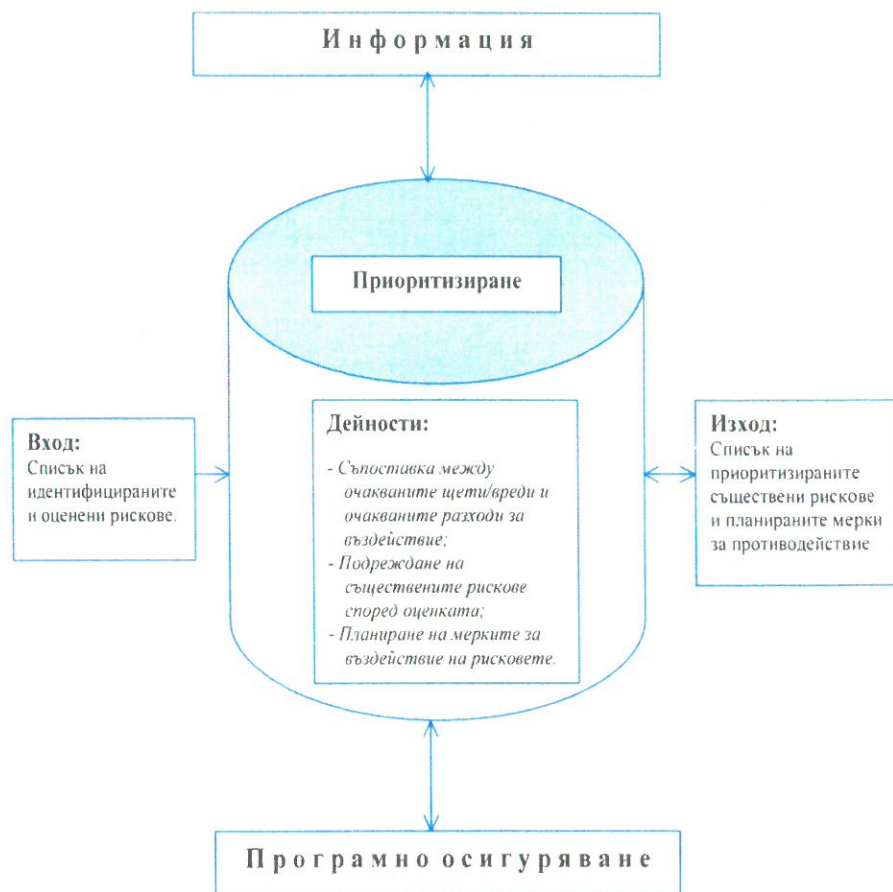 Информация
Приоритизиране
Вход:
Списък на
идентифицираните
и оценени рискове.
Дейности:
- Съпоставка между
очакваните щети/вреди и
очакваните разходи за
въздействие;
- Подреждане на
съществените рискове
според оценката;
- Планиране на мерките за
въздействие на рисковете.
Изход:
Списък на
приоритизираните
съществени рискове
и планираните мерки
за противодействие
Програмно осигуряване